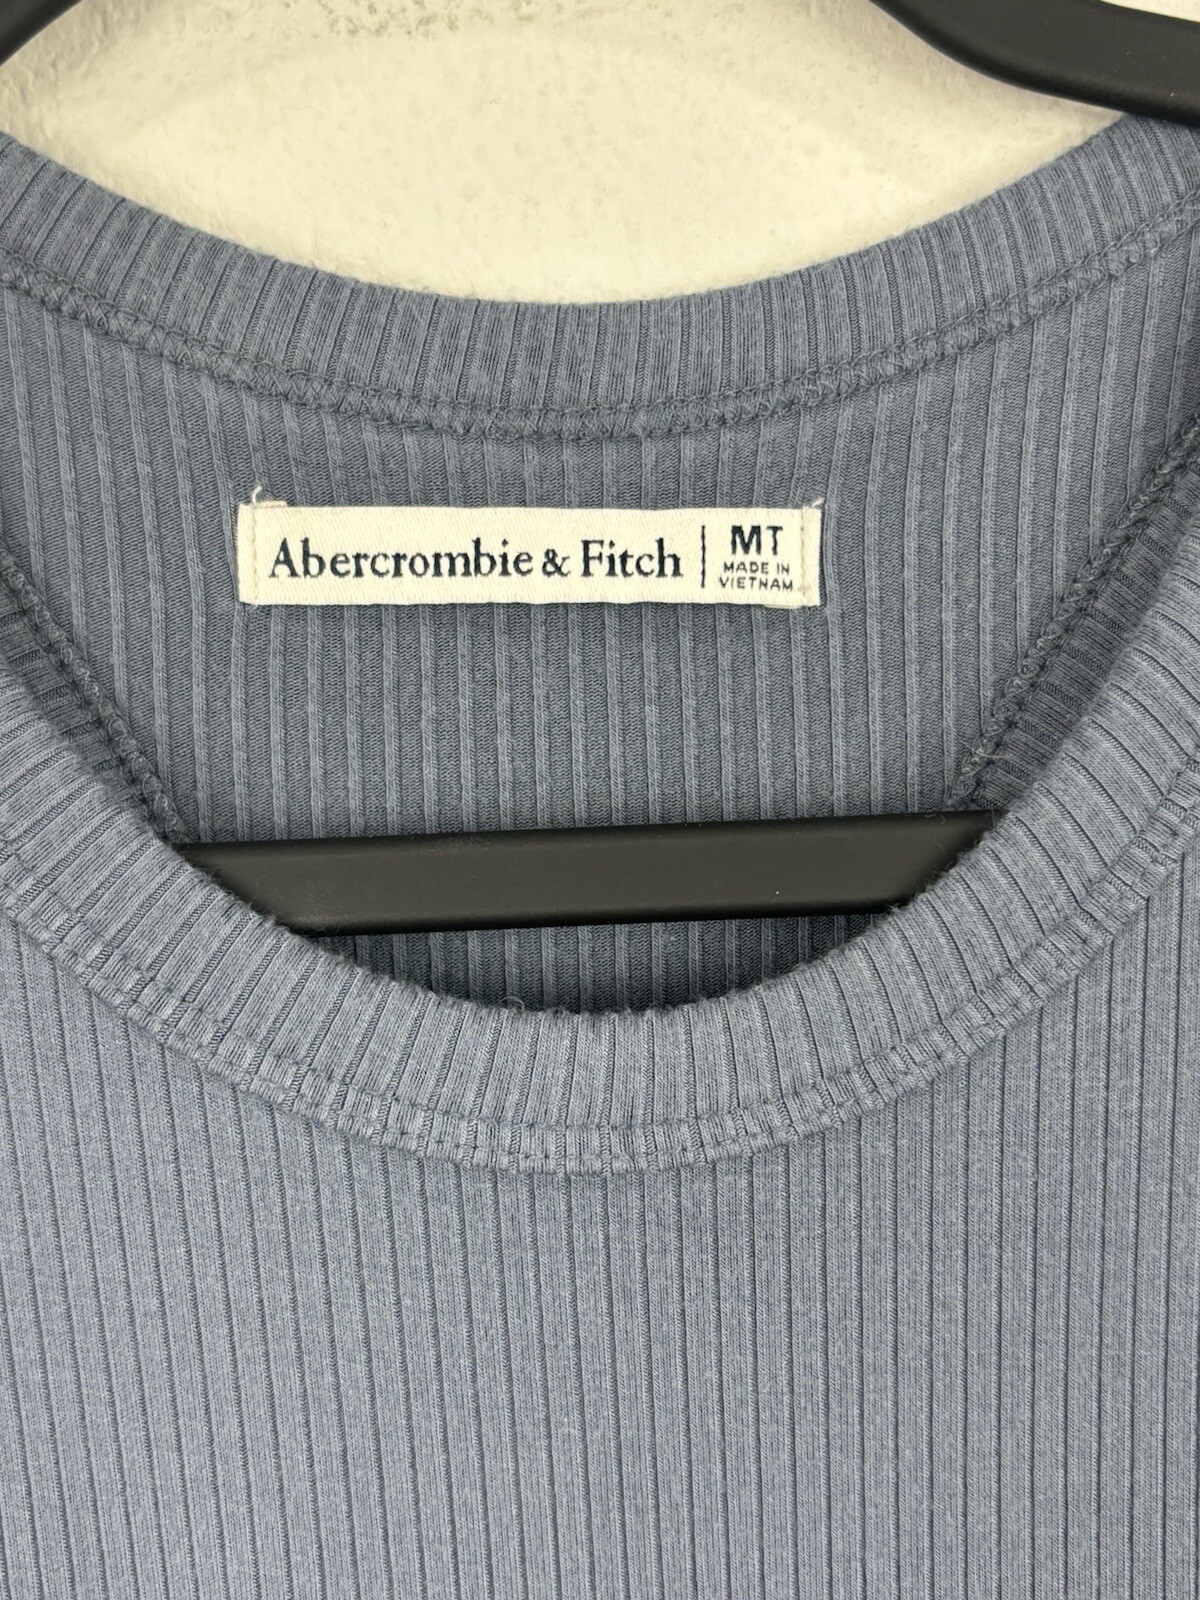 Abercrombie & Fitch
MT
MADE IN
VIETNAM